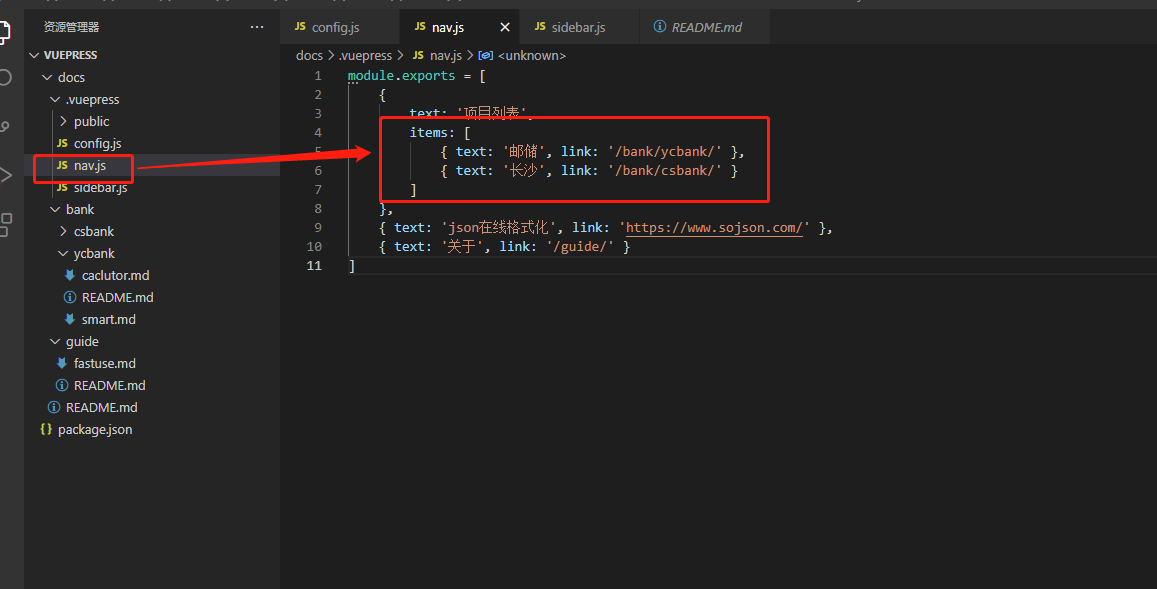 资源管理器
VUEPRESS
docs
.vuepress
public
JS config.js
JS nav.js
JS sidebar.js
bank
csbank
ycbank
caclutor.md
README.md
smart.md
guide
fastuse.md
README.md
README.md
{} package.json
JS config.js JS nav.js × JS sidebar.js README.md
docs > .vuepress > JS nav.js > <unknown>
1 module.exports = [
2 {
3 text: '项目列表',
4 items: [
5 { text: '邮储', link: '/bank/ycbank/' },
6 { text: '长沙', link: '/bank/csbank/' }
7 ]
8 },
9 { text: 'json在线格式化', link: 'https://www.sojson.com/' },
10 { text: '关于', link: '/guide/' }
11 ]